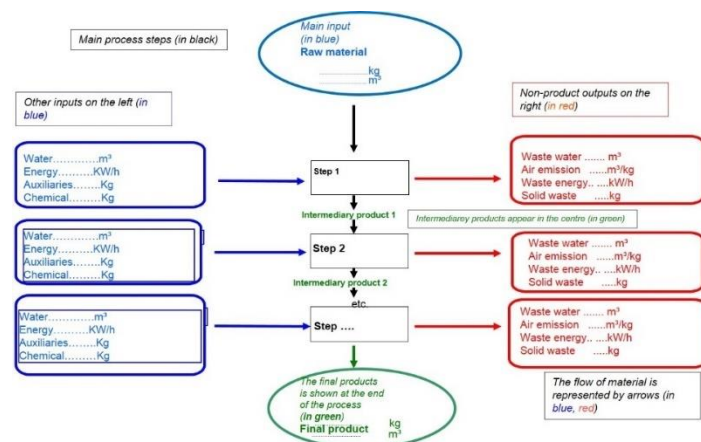 Main process steps (in black)
Main input
(in blue)
Raw material
....................kg
....................m³
Other inputs on the left (in
blue)
Non-product outputs on the
right (in red)
Water.............m³
Energy..........KW/h
Auxiliaries.......Kg
Chemical.........Kg
Step 1
Waste water ....... m³
Air emission ......m³/kg
Waste energy.. ....kW/h
Solid waste .....kg
Intermediary product 1
Intermediamy products appear in the centre (in green)
Water.............m³
Energy..........KW/h
Auxiliaries.......Kg
Chemical.........Kg
Step 2
Waste water ....... m³
Air emission ......m³/kg
Waste energy.. ....kW/h
Solid waste .....kg
Intermediary product 2
etc.
Water.............m³
Energy..........KW/h
Auxiliaries.......Kg
Chemical.........Kg
Step ....
Waste water ....... m³
Air emission ......m³/kg
Waste energy.. ....kW/h
Solid waste .....kg
The final products
is shown at the end
of the process
(in green)
Final product kg
.................... m³
The flow of material is
represented by arrows (in
blue, red)